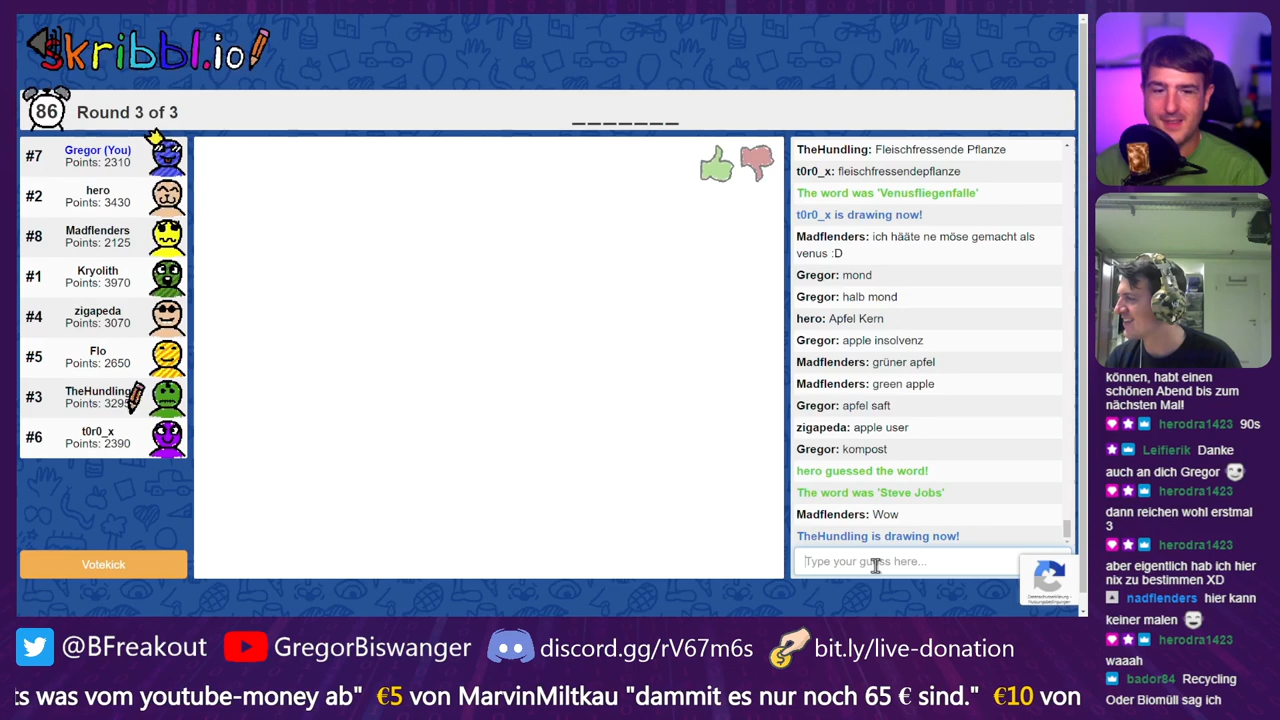 skribbl.io
86
Round 3 of 3
_______
#7 Gregor (You)
Points: 2310
#2 hero
Points: 3430
#8 Madflenders
Points: 2125
#1 Kryolith
Points: 3970
#4 zigapeda
Points: 3070
#5 Flo
Points: 2650
#3 TheHundling
Points: 3295
#6 t0r0_x
Points: 2390
Votekick
TheHundling: Fleischfressende Pflanze
t0r0_x: fleischfressendepflanze
The word was 'Venusfliegenfalle'
t0r0_x is drawing now!
Madflenders: ich hääte ne möse gemacht als
venus :D
Gregor: mond
Gregor: halb mond
hero: Apfel Kern
Gregor: apple insolvenz
Madflenders: grüner apfel
Madflenders: green apple
Gregor: apfel saft
zigapeda: apple user
Gregor: kompost
hero guessed the word!
The word was 'Steve Jobs'
Madflenders: Wow
TheHundling is drawing now!
Type your guess here...
können, habt einen
schönen Abend bis zum
nächsten Mal!
herodra1423 90s
Leifierik Danke
auch an dich Gregor
herodra1423
dann reichen wohl erstmal
3
herodra1423
aber eigentlich hab ich hier
nix zu bestimmen XD
nadflenders hier kann
keiner malen
herodra1423
waaah
bador84 Recycling
Oder Biomüll sag ich
@BFreakout GregorBiswanger discord.gg/rV67m6s bit.ly/live-donation
ts was vom youtube-money ab" €5 von MarvinMiltkau "dammit es nur noch 65 € sind." €10 von